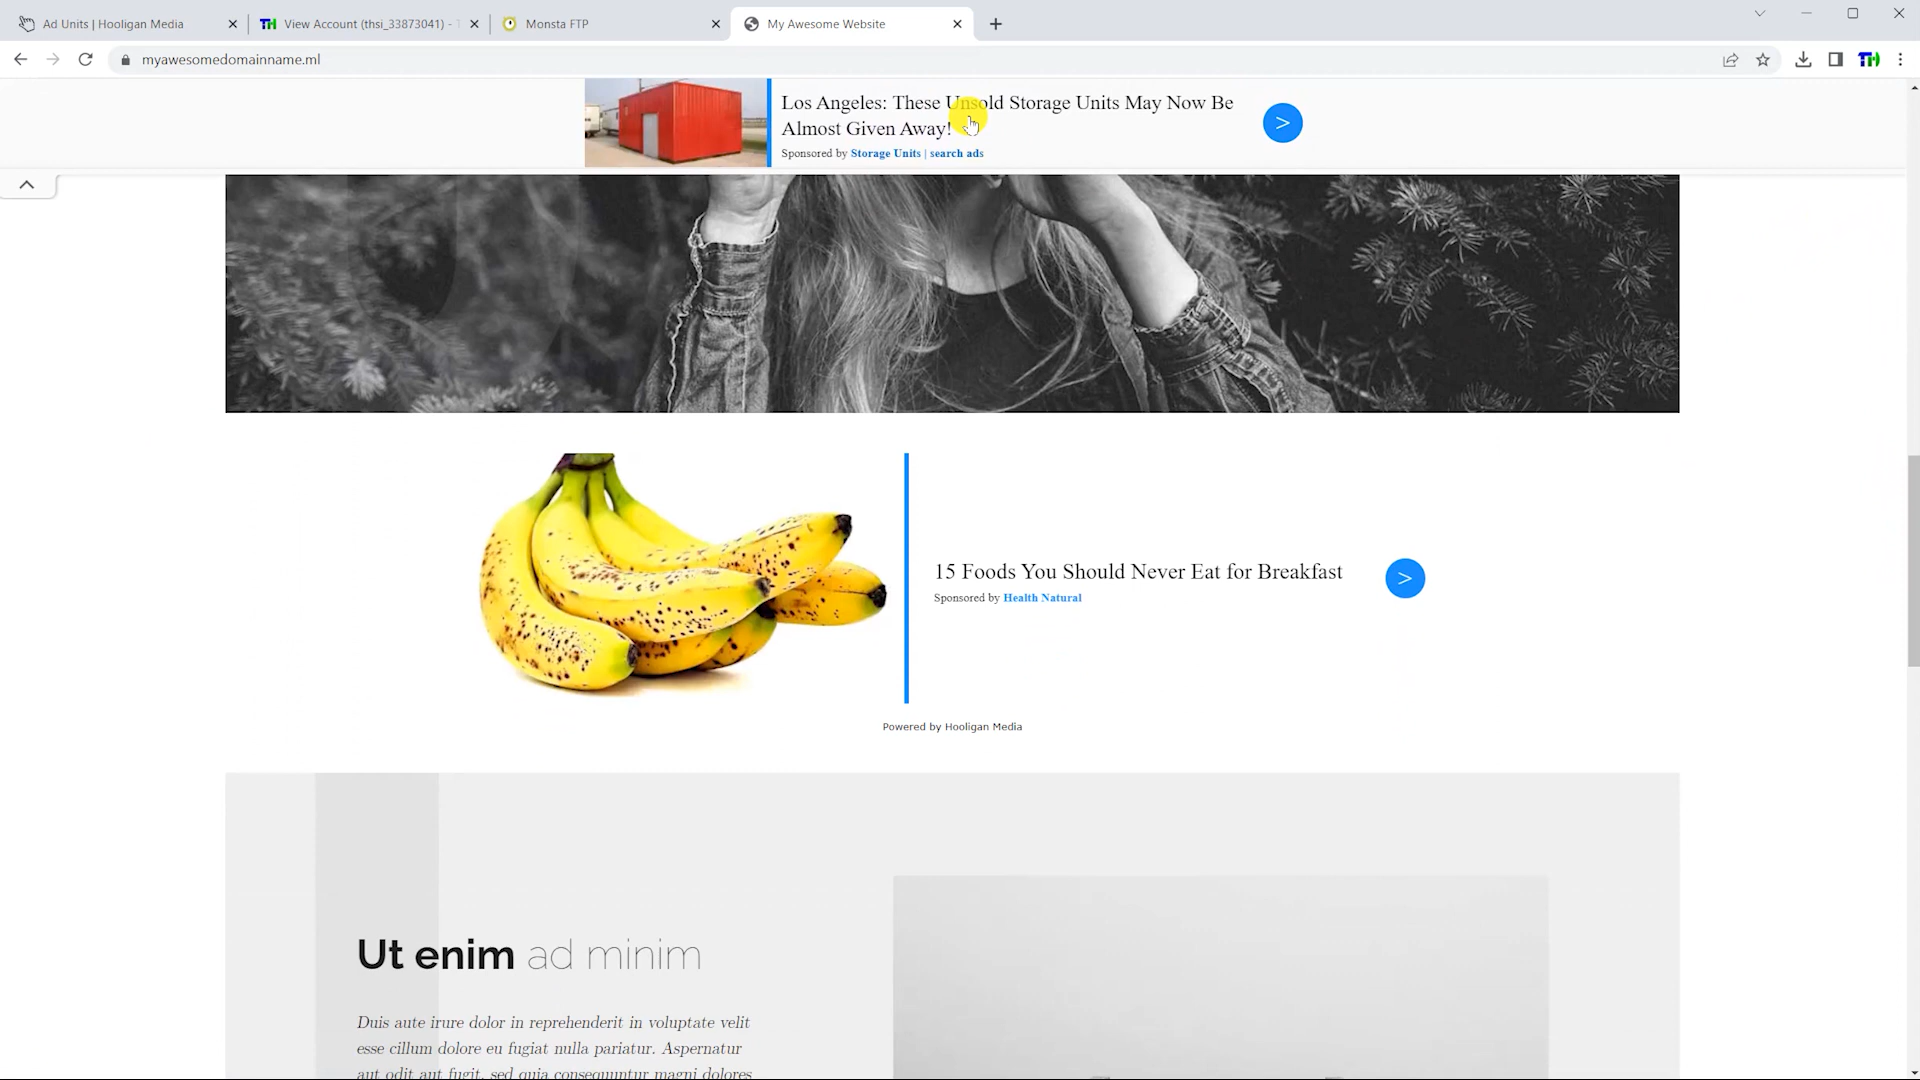 Ad Units | Hooligan Media
View Account (thsi_33873041) -
Monsta FTP
My Awesome Website
myawesomedomainname.ml
TH
Los Angeles: These Unsold Storage Units May Now Be
Almost Given Away!
Sponsored by Storage Units | search ads
>
15 Foods You Should Never Eat for Breakfast
Sponsored by Health Natural
>
Powered by Hooligan Media
Ut enim ad minim
Duis aute irure dolor in reprehenderit in voluptate velit
esse cillum dolore eu fugiat nulla pariatur. Aspernatur
aut odit aut fugit, sed quia consequuntur magni dolores